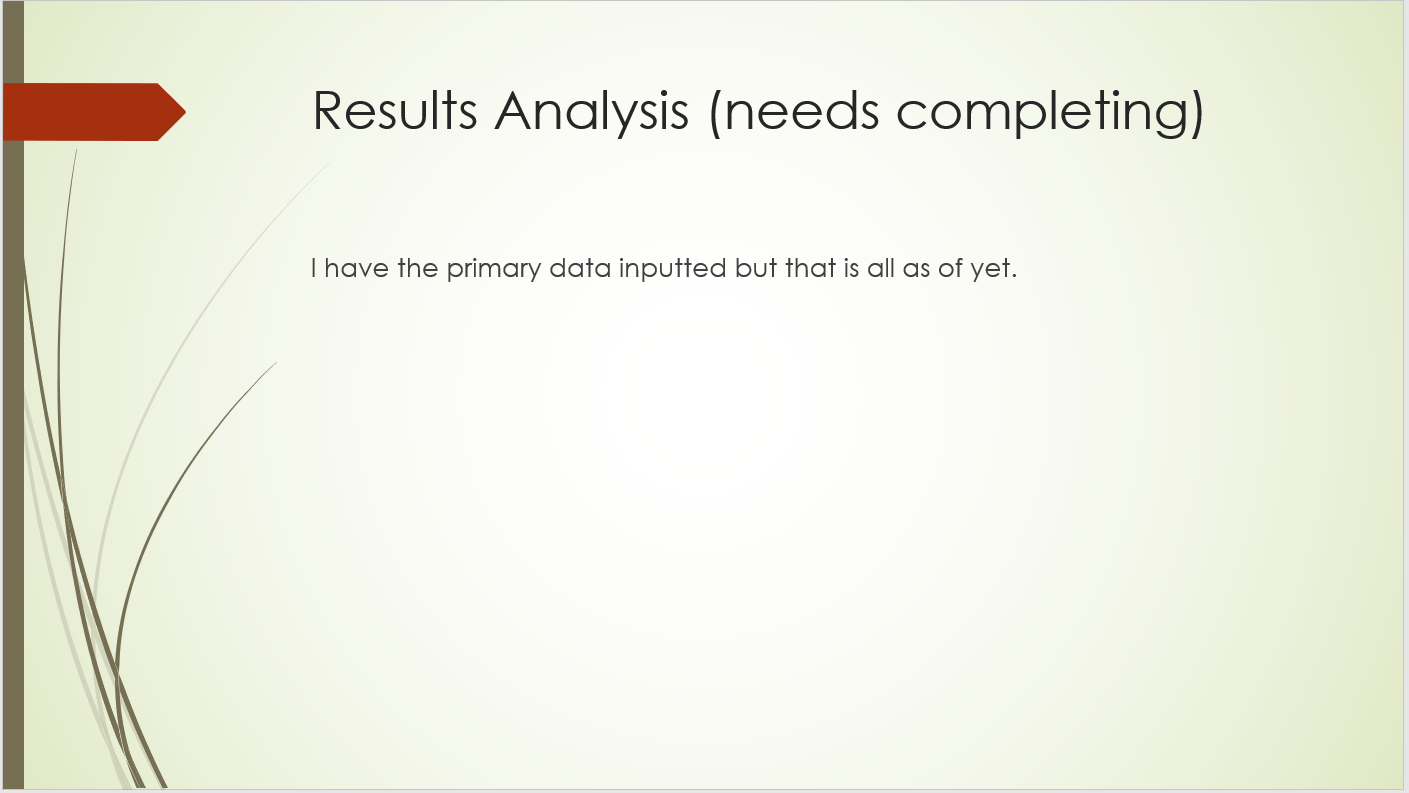 Results Analysis (needs completing)
I have the primary data inputted but that is all as of yet.